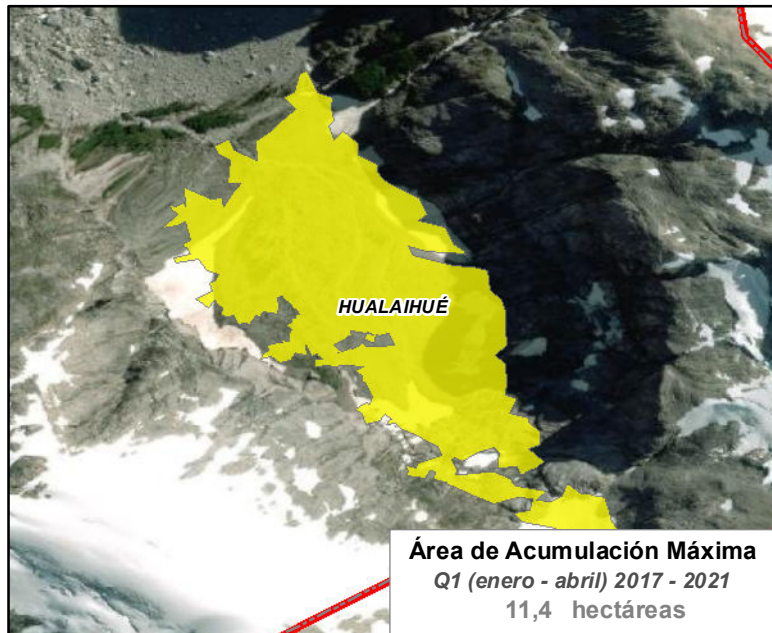 HUALAIHUÉ
Área de Acumulación Máxima
Q1 (enero - abril) 2017 - 2021
11,4 hectáreas